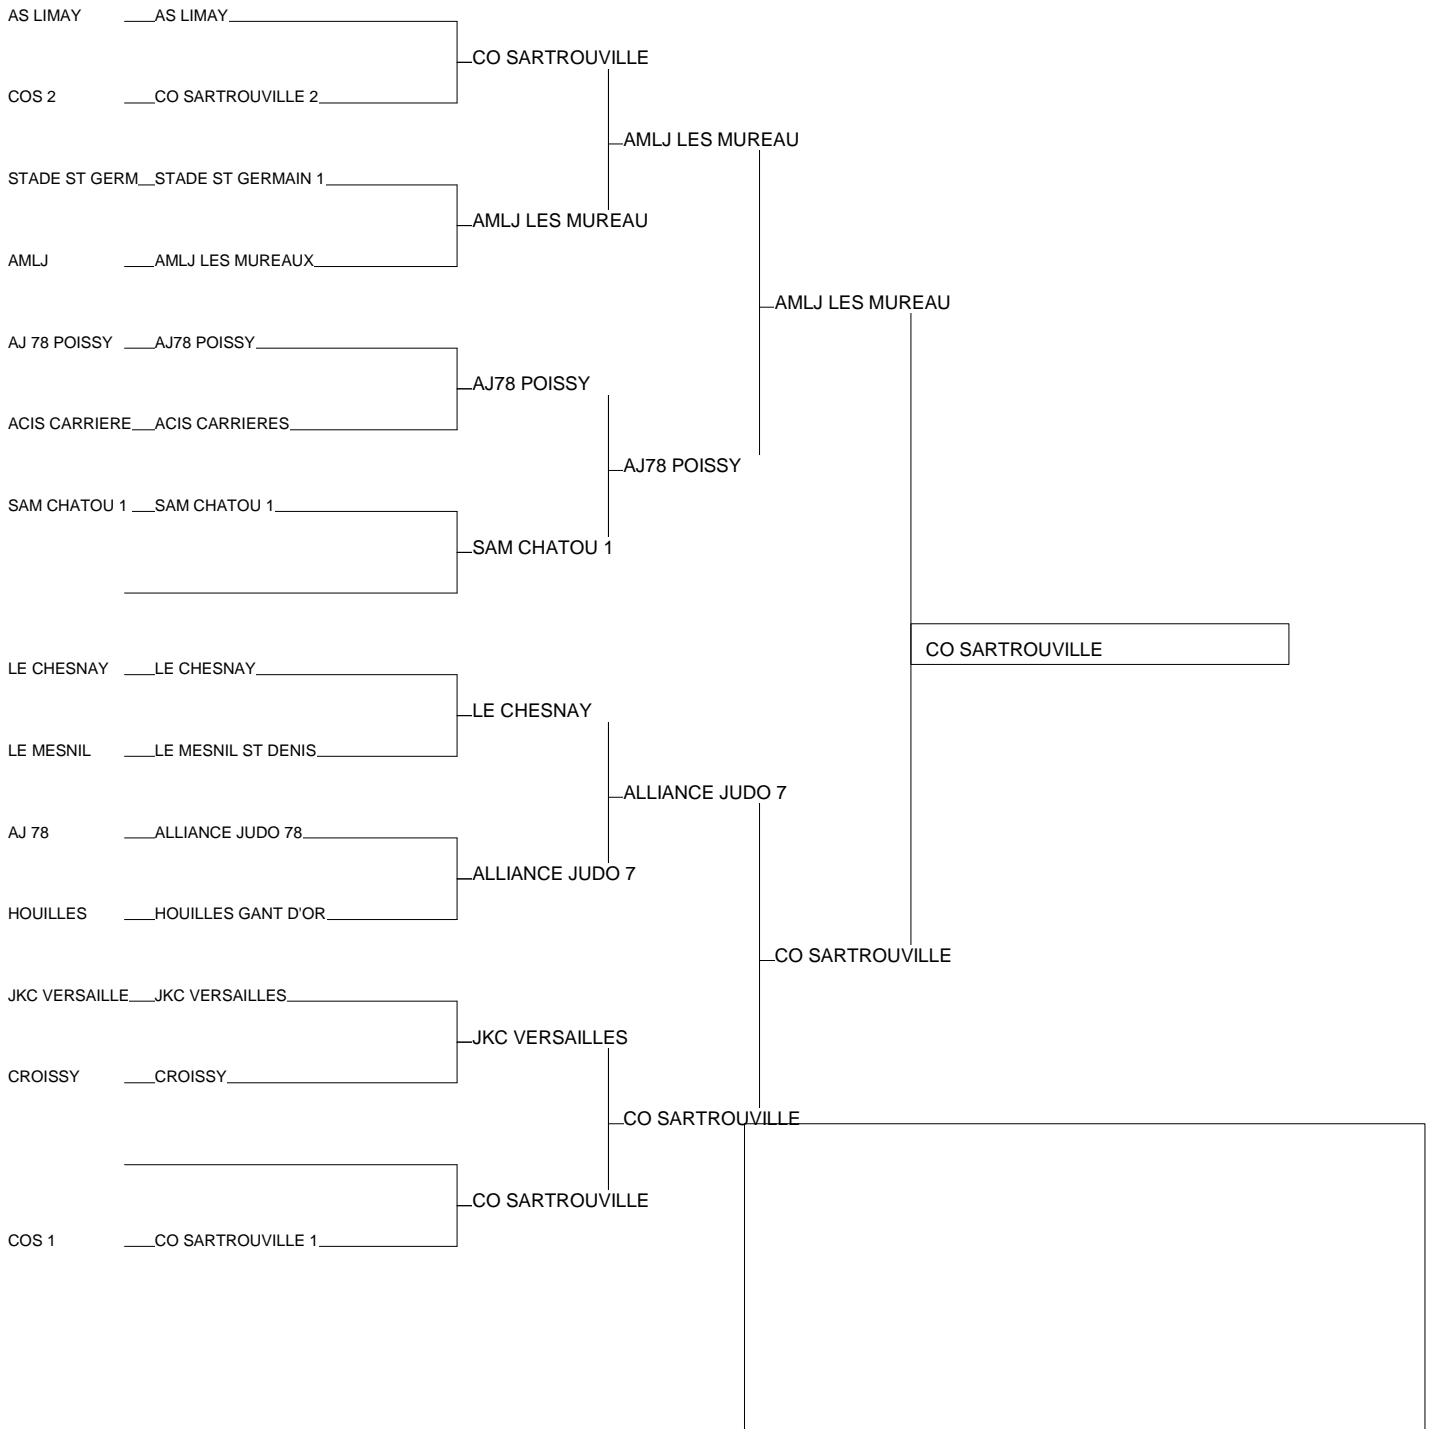 AS LIMAY AS LIMAY
CO SARTROUVILLE
COS 2 CO SARTROUVILLE 2
AMLJ LES MUREAU
STADE ST GERM STADE ST GERMAIN 1
AMLJ LES MUREAU
AMLJ AMLJ LES MUREAUX
AMLJ LES MUREAU
AJ 78 POISSY AJ78 POISSY
AJ78 POISSY
ACIS CARRIERE ACIS CARRIERES
AJ78 POISSY
SAM CHATOU 1 SAM CHATOU 1
SAM CHATOU 1
CO SARTROUVILLE
LE CHESNAY LE CHESNAY
LE CHESNAY
LE MESNIL LE MESNIL ST DENIS
ALLIANCE JUDO 7
AJ 78 ALLIANCE JUDO 78
ALLIANCE JUDO 7
HOUILLES HOUILLES GANT D'OR
CO SARTROUVILLE
JKC VERSAILLE JKC VERSAILLES
JKC VERSAILLES
CROISSY CROISSY
CO SARTROUVILLE
CO SARTROUVILLE
COS 1 CO SARTROUVILLE 1